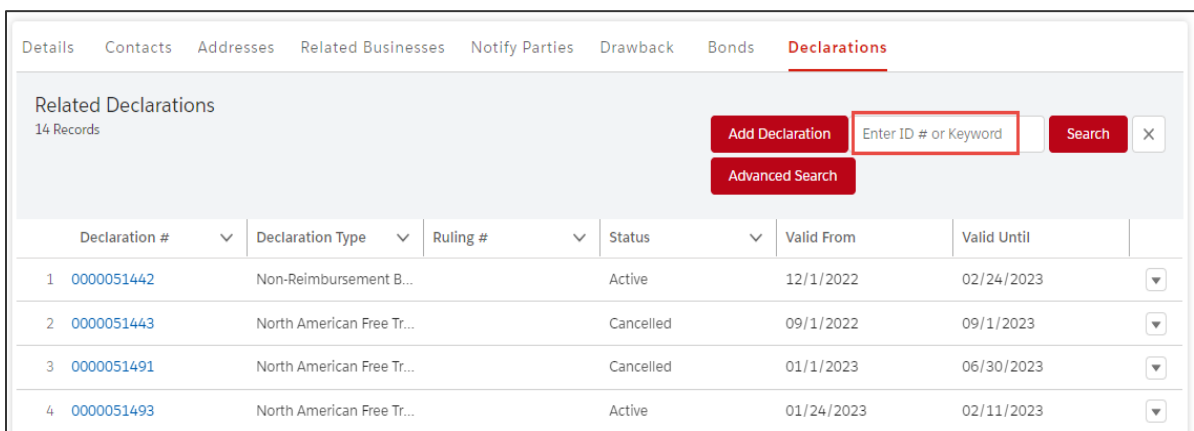 Details Contacts Addresses Related Businesses Notify Parties Drawback Bonds Declarations
Related Declarations
14 Records
Add Declaration Enter ID # or Keyword Search X
Advanced Search
Declaration # Declaration Type Ruling # Status Valid From Valid Until
1 0000051442 Non-Reimbursement B... Active 12/1/2022 02/24/2023
2 0000051443 North American Free Tr... Cancelled 09/1/2022 09/1/2023
3 0000051491 North American Free Tr... Cancelled 01/1/2023 06/30/2023
4 0000051493 North American Free Tr... Active 01/24/2023 02/11/2023